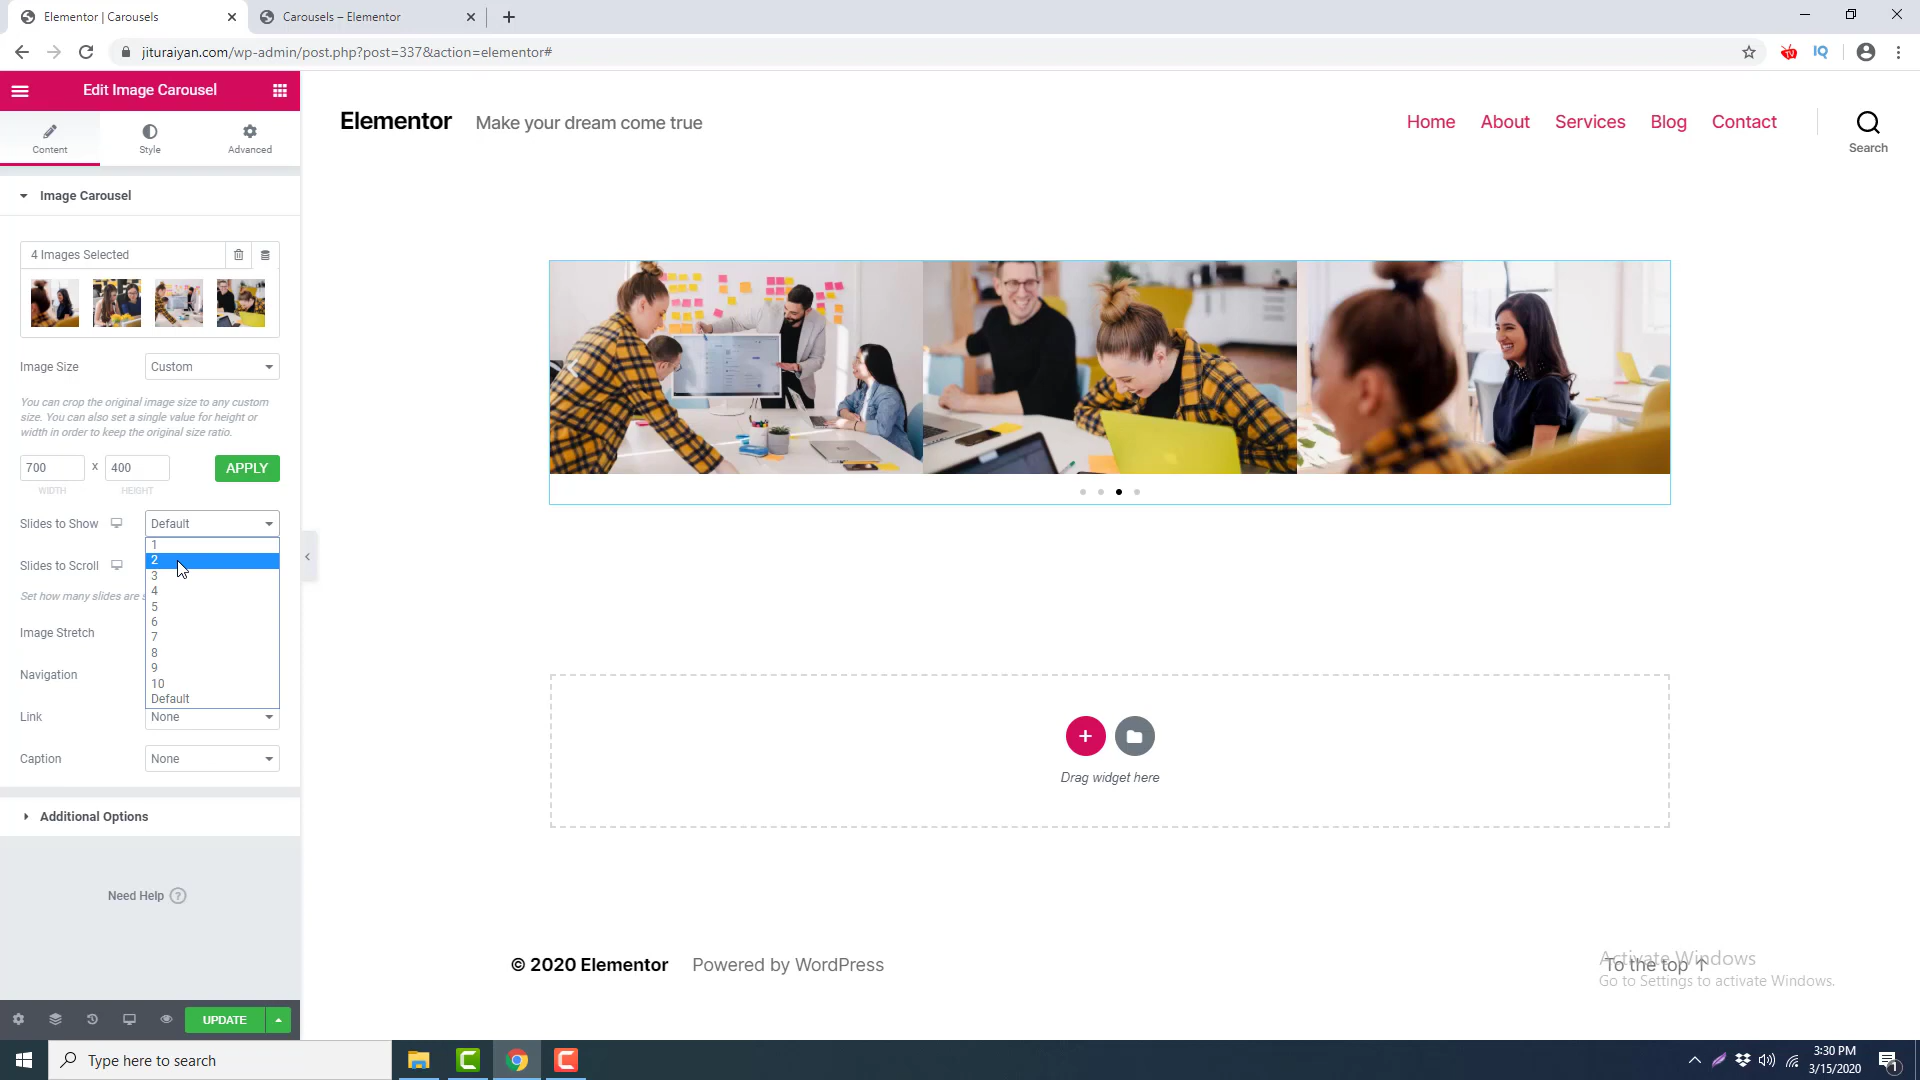 Elementor | Carousels
Carousels – Elementor
jituraiyan.com/wp-admin/post.php?post=337&action=elementor#
TV
IQ
Edit Image Carousel
Content
Style
Advanced
Image Carousel
4 Images Selected
Image Size
Custom
You can crop the original image size to any custom
size. You can also set a single value for height or
width in order to keep the original size ratio.
700 x 400
APPLY
WIDTH
HEIGHT
Slides to Show
Default
1
2
3
4
5
6
7
8
9
10
Default
Slides to Scroll
Set how many slides are s
Image Stretch
Navigation
Link
None
Caption
None
Additional Options
Need Help ?
UPDATE
Elementor
Make your dream come true
Home
About
Services
Blog
Contact
Search
+
Drag widget here
© 2020 Elementor
Powered by WordPress
To the top ↑
Activate Windows
Go to Settings to activate Windows.
Type here to search
3:30 PM
3/15/2020
1